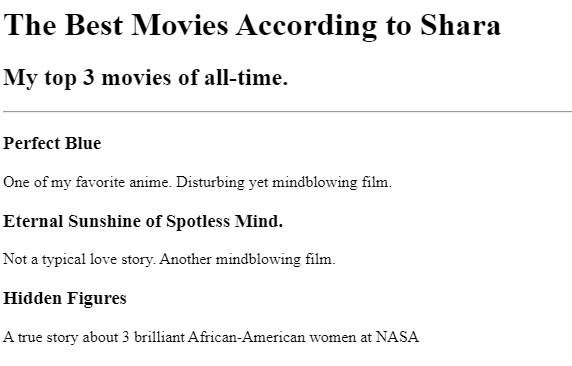 The Best Movies According to Shara
My top 3 movies of all-time.
Perfect Blue
One of my favorite anime. Disturbing yet mindblowing film.
Eternal Sunshine of Spotless Mind.
Not a typical love story. Another mindblowing film.
Hidden Figures
A true story about 3 brilliant African-American women at NASA